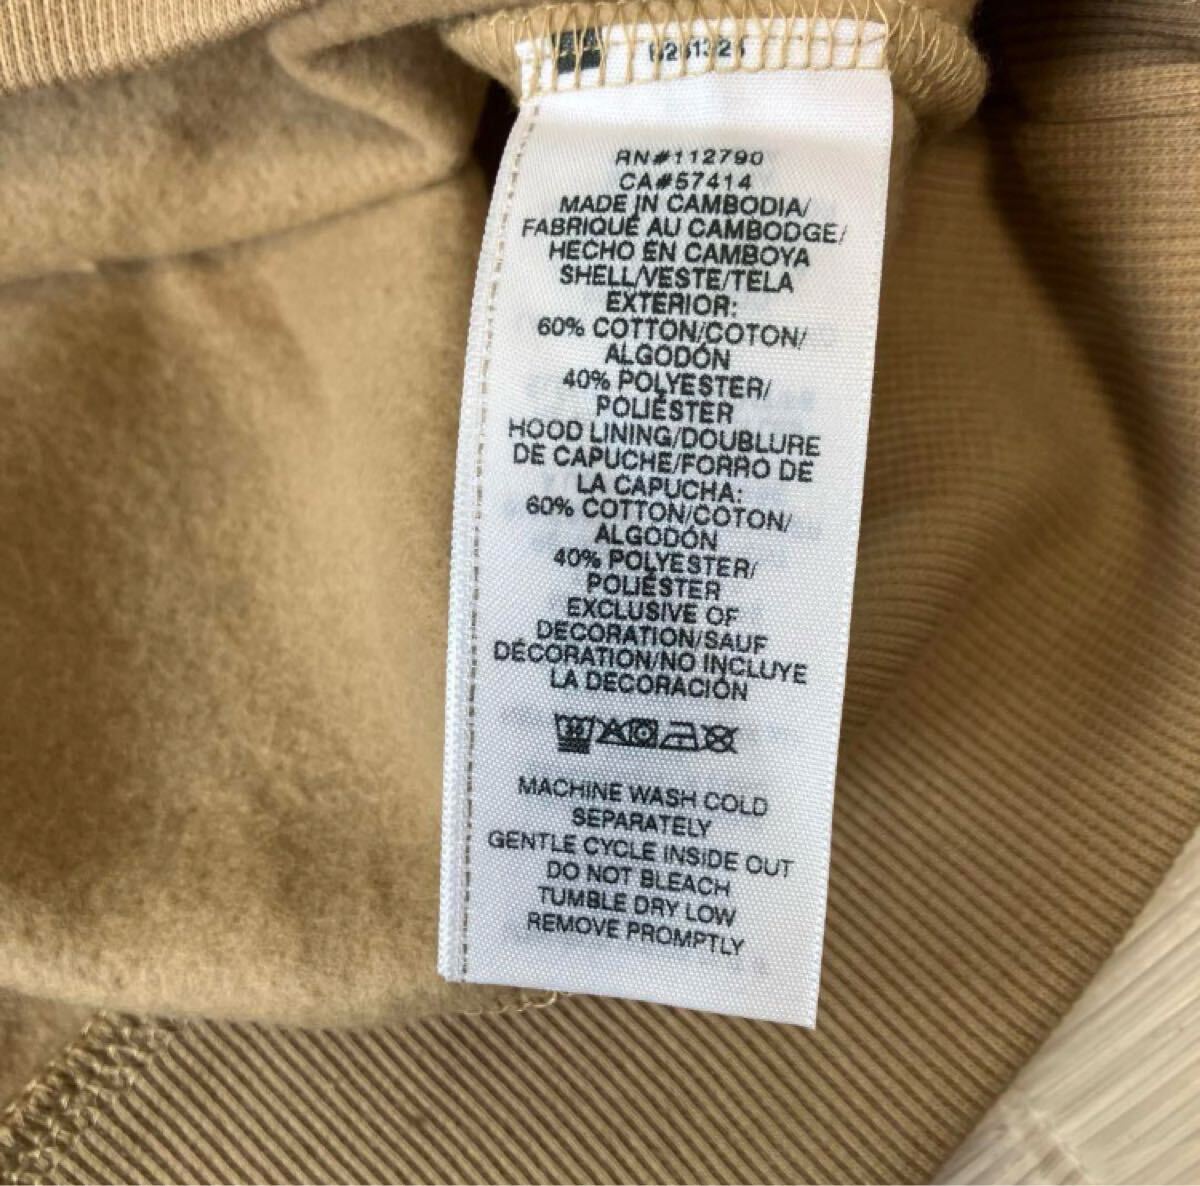 RN#112790
CA#57414
MADE IN CAMBODIA/
FABRIQUÉ AU CAMBODGE/
HECHO EN CAMBOYA
SHELL/VESTE/TELA
EXTERIOR:
60% COTTON/COTON/
ALGODÓN
40% POLYESTER/
POLIÉSTER
HOOD LINING/DOUBLURE
DE CAPUCHE/FORRO DE
LA CAPUCHA:
60% COTTON/COTON/
ALGODÓN
40% POLYESTER/
POLIÉSTER
EXCLUSIVE OF
DECORATION/SAUF
DÉCORATION/NO INCLUYE
LA DECORACIÓN
30
MACHINE WASH COLD
SEPARATELY
GENTLE CYCLE INSIDE OUT
DO NOT BLEACH
TUMBLE DRY LOW
REMOVE PROMPTLY